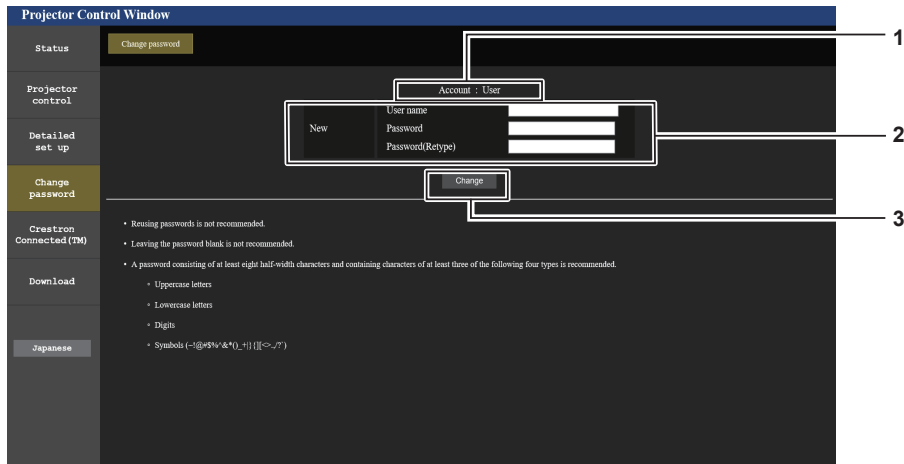 Projector Control Window
Status
Change password
1
Projector
control
Account : User
User name
New Password
Password(Retype)
2
Detailed
set up
Change
password
Change
3
Crestron
Connected(TM)
Download
Japanese
• Reusing passwords is not recommended.
• Leaving the password blank is not recommended.
• A password consisting of at least eight half-width characters and containing characters of at least three of the following four types is recommended.
◦ Uppercase letters
◦ Lowercase letters
◦ Digits
◦ Symbols (~!@#$%^&*()_+|}{][<>.,/?`)